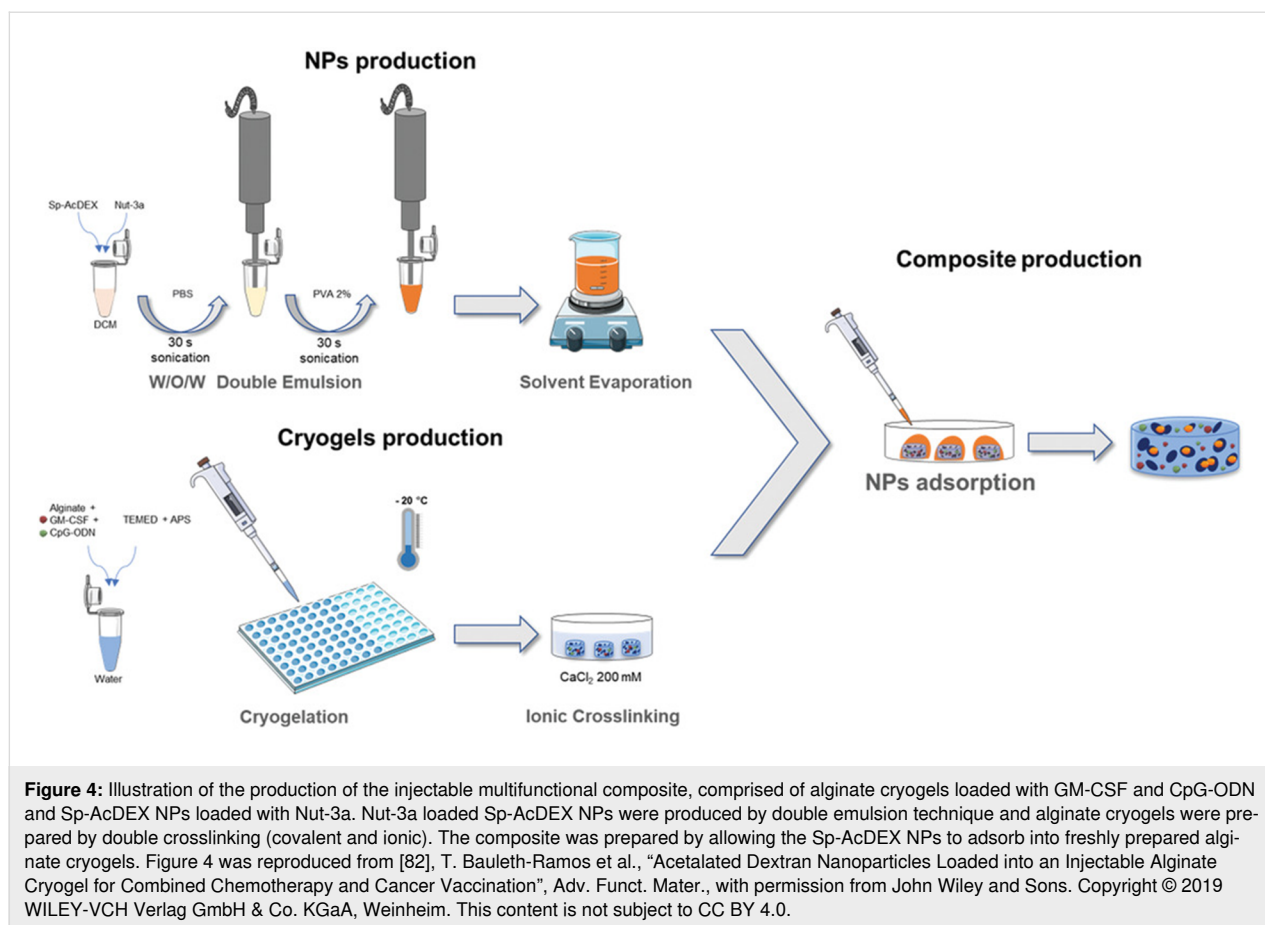 NPs production
Sp-AcDEX Nut-3a
DCM
PBS
30 s
sonication
PVA 2%
30 s
sonication
W/O/W Double Emulsion
Solvent Evaporation
Cryogels production
Alginate +
GM-CSF +
CpG-ODN
TEMED + APS
Water
- 20 °C
Cryogelation
CaCl₂ 200 mM
Ionic Crosslinking
Composite production
NPs adsorption
Figure 4: Illustration of the production of the injectable multifunctional composite, comprised of alginate cryogels loaded with GM-CSF and CpG-ODN
and Sp-AcDEX NPs loaded with Nut-3a. Nut-3a loaded Sp-AcDEX NPs were produced by double emulsion technique and alginate cryogels were pre-
pared by double crosslinking (covalent and ionic). The composite was prepared by allowing the Sp-AcDEX NPs to adsorb into freshly prepared algi-
nate cryogels. Figure 4 was reproduced from [82], T. Bauleth-Ramos et al., “Acetalated Dextran Nanoparticles Loaded into an Injectable Alginate
Cryogel for Combined Chemotherapy and Cancer Vaccination”, Adv. Funct. Mater., with permission from John Wiley and Sons. Copyright © 2019
WILEY-VCH Verlag GmbH & Co. KGaA, Weinheim. This content is not subject to CC BY 4.0.